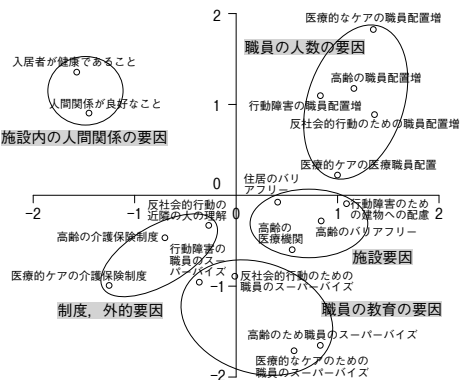 2
医療的なケアの職員配置増
職員の人数の要因
入居者が健康であること
高齢の職員配置増
人間関係が良好なこと
1
行動障害の職員配置増
反社会的行動のための職員配置増
施設内の人間関係の要因
医療的ケアの医療職員配置
0
住居のバリ
アフリー
-2
-1
0
1
2
反社会的行動の
近隣の人の理解
行動障害のため
の建物への配慮
高齢の介護保険制度
高齢の
医療機関
高齢のバリアフリー
行動障害の
職員のスー
パーバイズ
施設要因
医療的ケアの介護保険制度
-1
反社会的行動のための
職員のスーパーバイズ
制度，外的要因
職員の教育の要因
高齢のため職員のスーパーバイズ
医療的なケアのための
職員のスーパーバイズ
-2